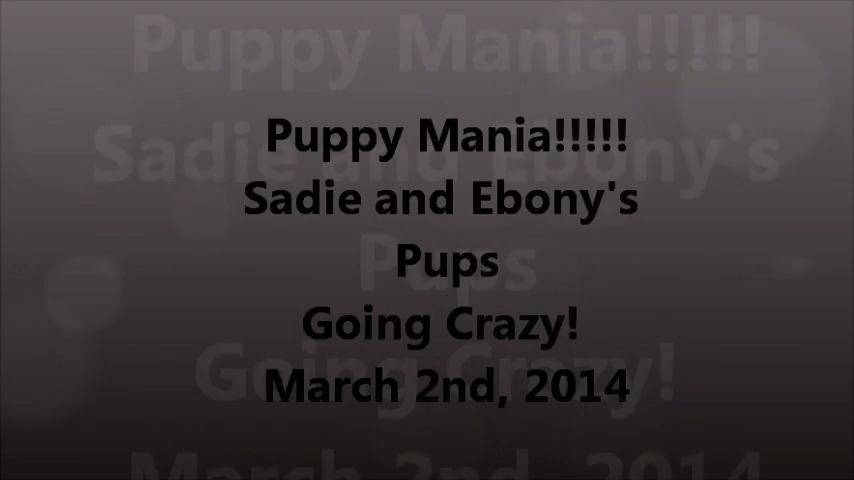 Puppy Mania!!!!!
Sadie and Ebony's
Pups
Going Crazy!
March 2nd, 2014